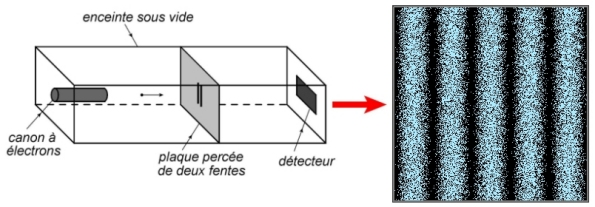 enceinte sous vide
canon à
électrons
plaque percée
de deux fentes
détecteur